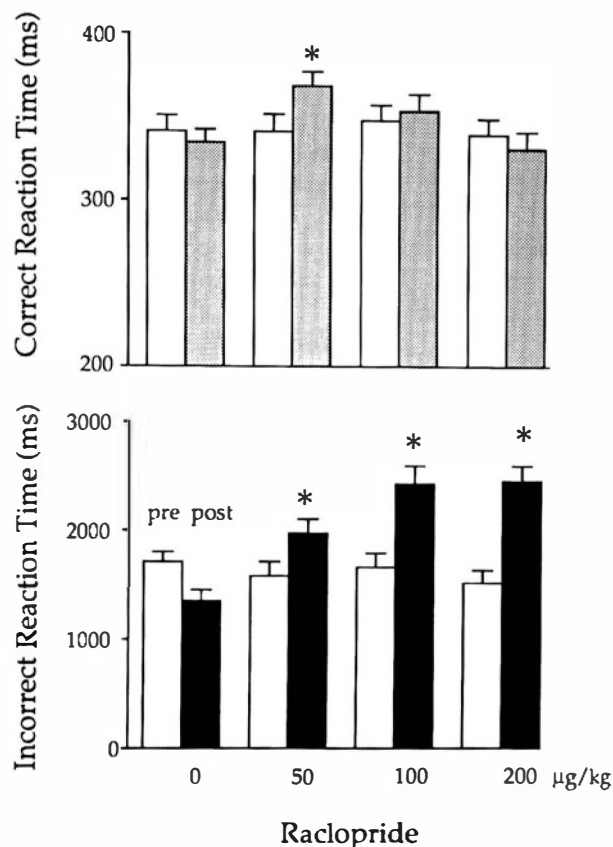 Correct Reaction Time (ms)
400
300
200
*
Incorrect Reaction Time (ms)
3000
2000
1000
0
pre post
*
*
*
0 50 100 200 µg/kg
Raclopride